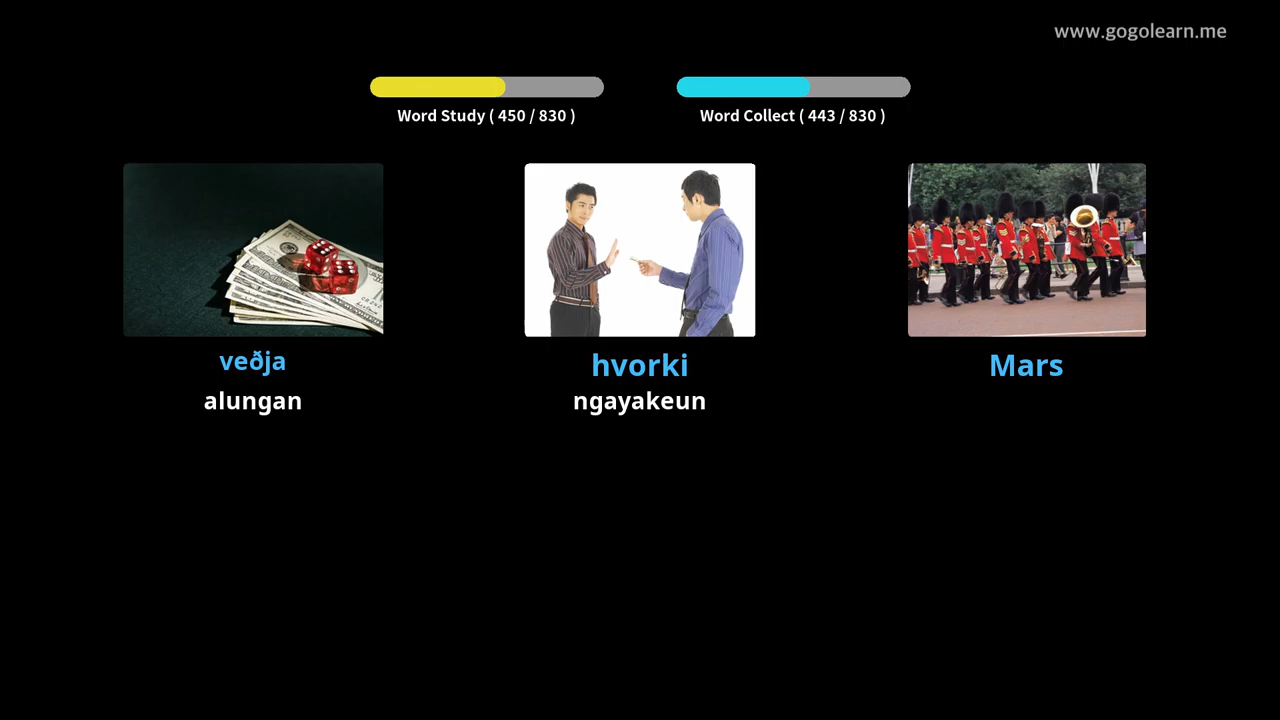 www.gogolearn.me
Word Study ( 450 / 830 )
Word Collect ( 443 / 830 )
veðja
hvorki
Mars
alungan
ngayakeun